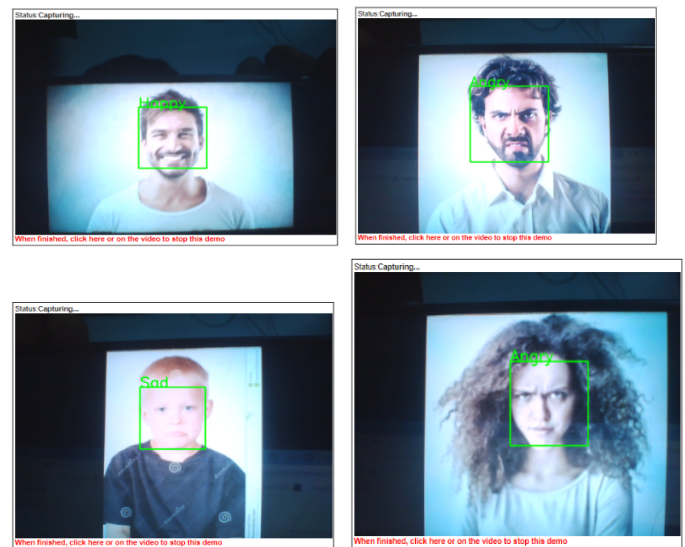 Status:Capturing...
Happy
When finished, click here or on the video to stop this demo
Status:Capturing...
Angry
When finished, click here or on the video to stop this demo
Status:Capturing...
Sad
When finished, click here or on the video to stop this demo
Status:Capturing...
Angry
When finished, click here or on the video to stop this demo